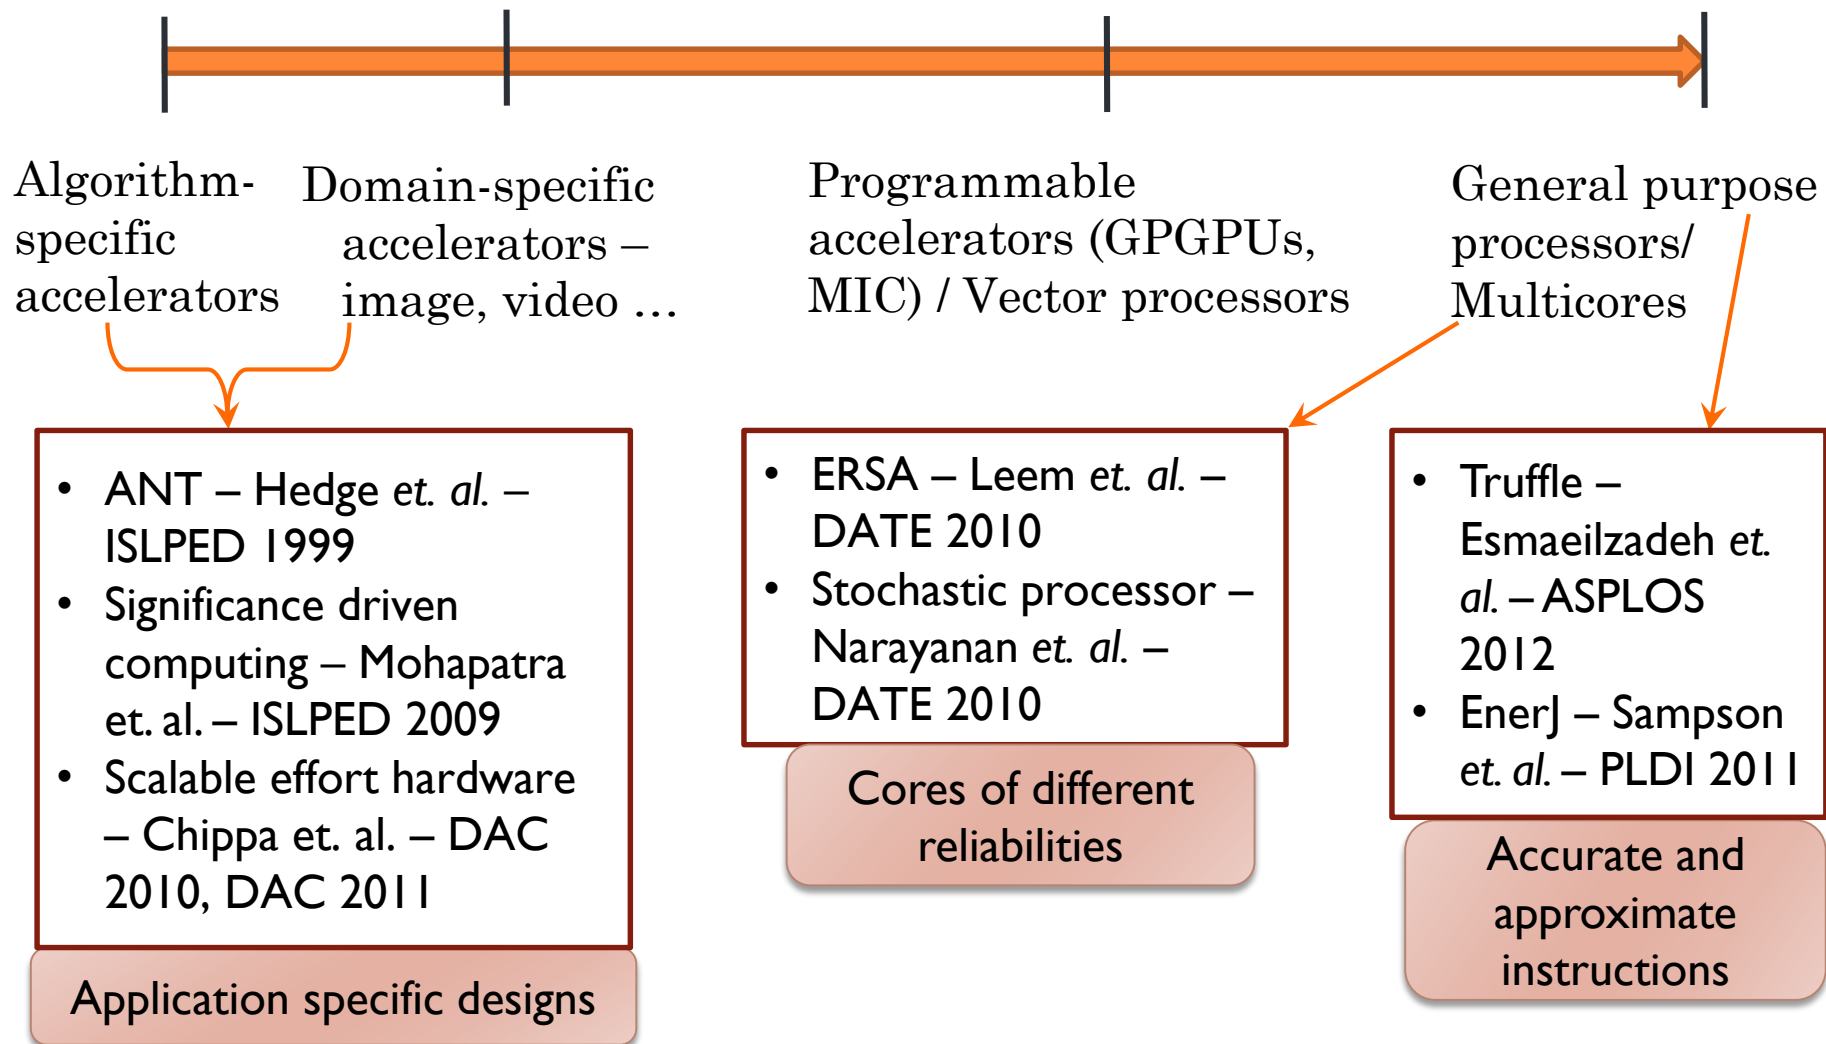 Algorithm-
specific
accelerators
Domain-specific
accelerators –
image, video …
Programmable
accelerators (GPGPUs,
MIC) / Vector processors
General purpose
processors/
Multicores
• ANT – Hedge et. al. –
ISLPED 1999
• Significance driven
computing – Mohapatra
et. al. – ISLPED 2009
• Scalable effort hardware
– Chippa et. al. – DAC
2010, DAC 2011
Application specific designs
• ERSA – Leem et. al. –
DATE 2010
• Stochastic processor –
Narayanan et. al. –
DATE 2010
Cores of different
reliabilities
• Truffle –
Esmaeilzadeh et.
al. – ASPLOS
2012
• EnerJ – Sampson
et. al. – PLDI 2011
Accurate and
approximate
instructions